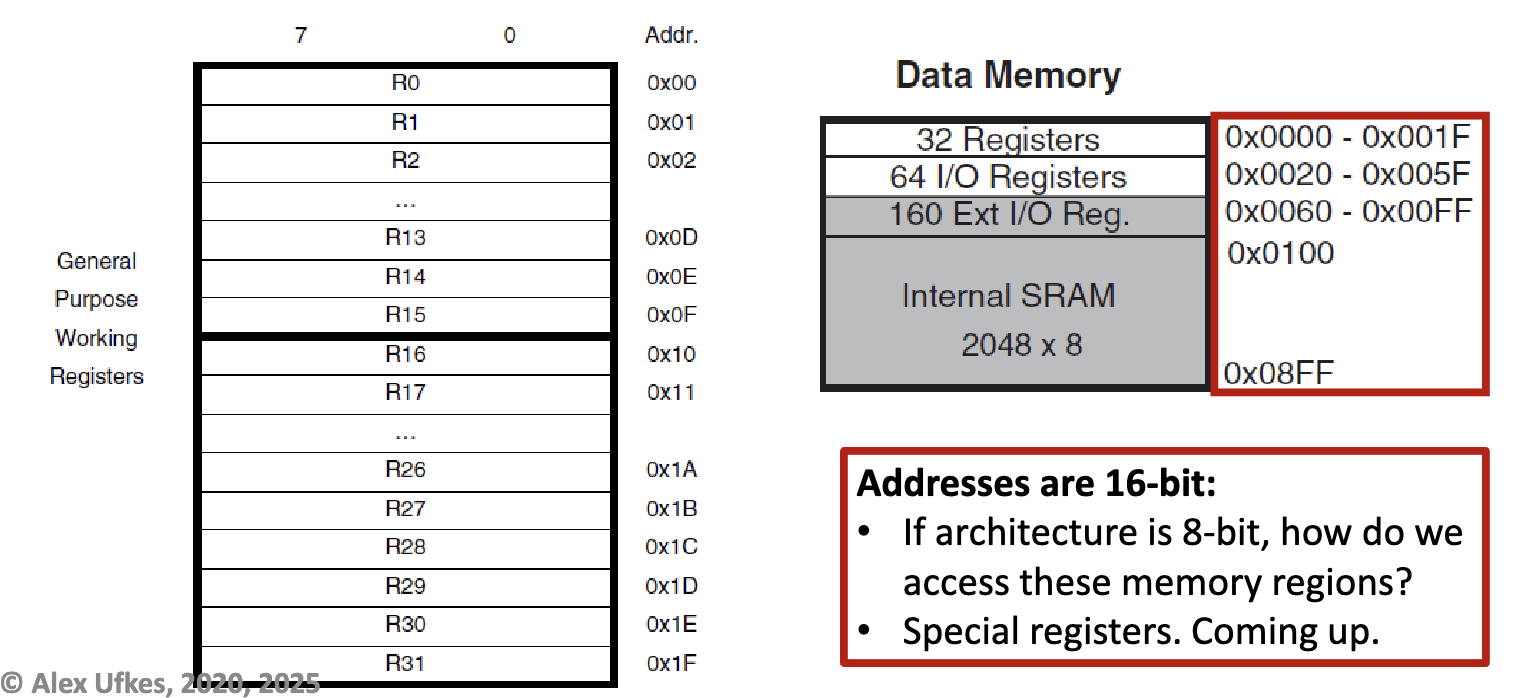 7 0 Addr.
R0 0x00
R1 0x01
R2 0x02
...
R13 0x0D
R14 0x0E
R15 0x0F
R16 0x10
R17 0x11
...
R26 0x1A
R27 0x1B
R28 0x1C
R29 0x1D
R30 0x1E
R31 0x1F
General
Purpose
Working
Registers
Data Memory
32 Registers 0x0000 - 0x001F
64 I/O Registers 0x0020 - 0x005F
160 Ext I/O Reg. 0x0060 - 0x00FF
0x0100
Internal SRAM
2048 x 8
0x08FF
Addresses are 16-bit:
• If architecture is 8-bit, how do we
access these memory regions?
• Special registers. Coming up.
© Alex Ufkes, 2020, 2025